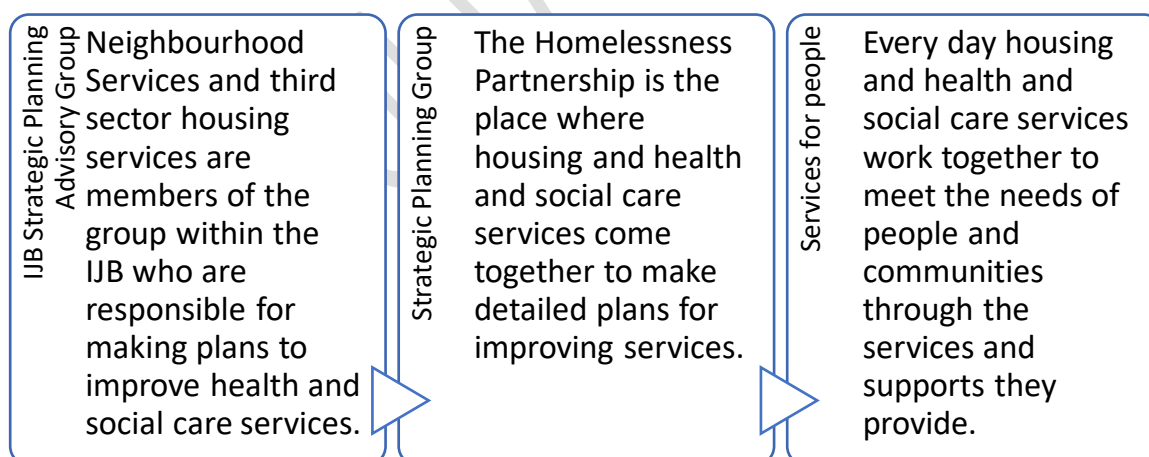 IJB Strategic Planning
Advisory Group
Neighbourhood
Services and third
sector housing
services are
members of the
group within the
IJB who are
responsible for
making plans to
improve health and
social care services.
Strategic Planning Group
The Homelessness
Partnership is the
place where
housing and health
and social care
services come
together to make
detailed plans for
improving services.
Services for people
Every day housing
and health and
social care services
work together to
meet the needs of
people and
communities
through the
services and
supports they
provide.